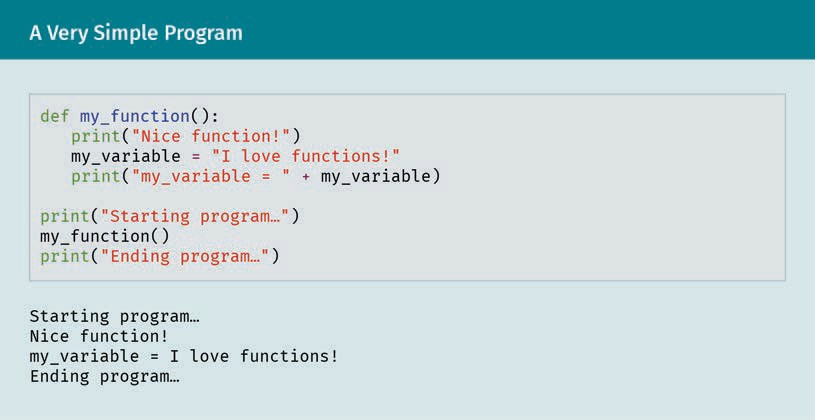 A Very Simple Program
def my_function():
   print("Nice function!")
   my_variable = "I love functions!"
   print("my_variable = " + my_variable)

print("Starting program…")
my_function()
print("Ending program…")

Starting program…
Nice function!
my_variable = I love functions!
Ending program…